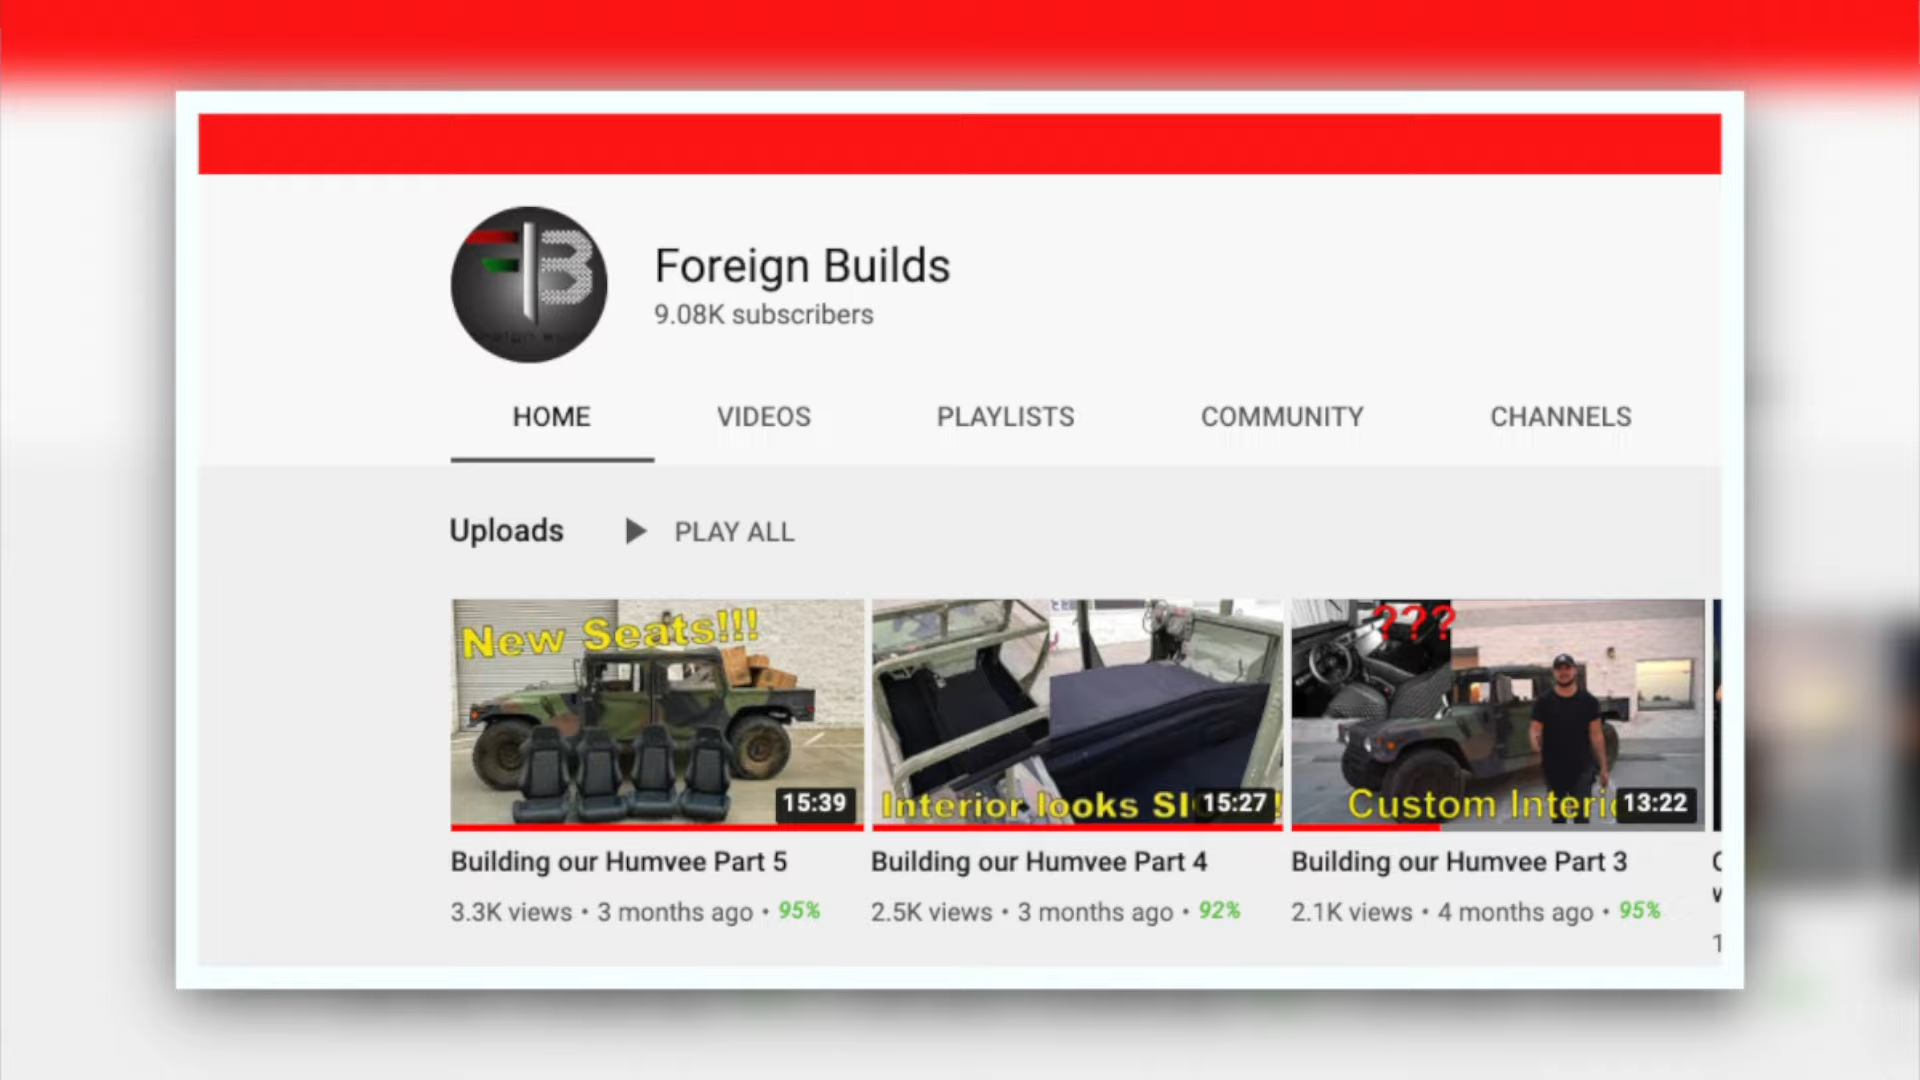 Foreign Builds
9.08K subscribers
HOME VIDEOS PLAYLISTS COMMUNITY CHANNELS
Uploads PLAY ALL
New Seats!!!
15:39
Interior looks
15:27
???
Custom
13:22
Building our Humvee Part 5
Building our Humvee Part 4
Building our Humvee Part 3
3.3K views • 3 months ago • 95%
2.5K views • 3 months ago • 92%
2.1K views • 4 months ago • 95%